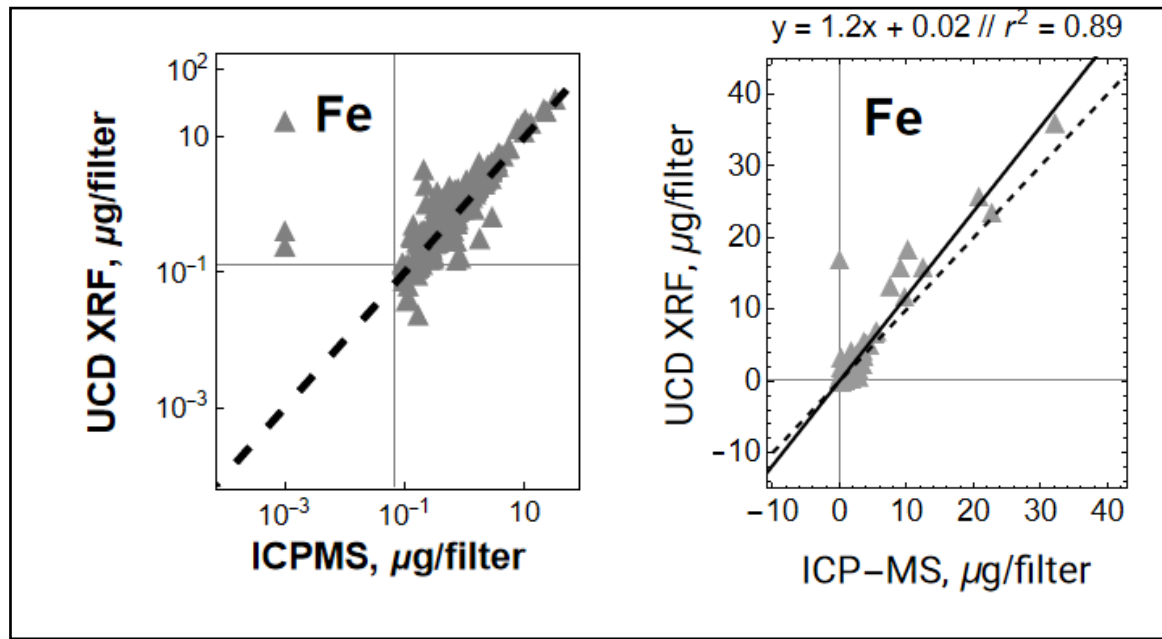 10²
10
10⁻¹
10⁻³
UCD XRF, µg/filter
Fe
10⁻³
10⁻¹
10
ICPMS, µg/filter
y = 1.2x + 0.02 // r² = 0.89
40
30
20
10
0
−10
UCD XRF, µg/filter
Fe
−10
0
10
20
30
40
ICP−MS, µg/filter